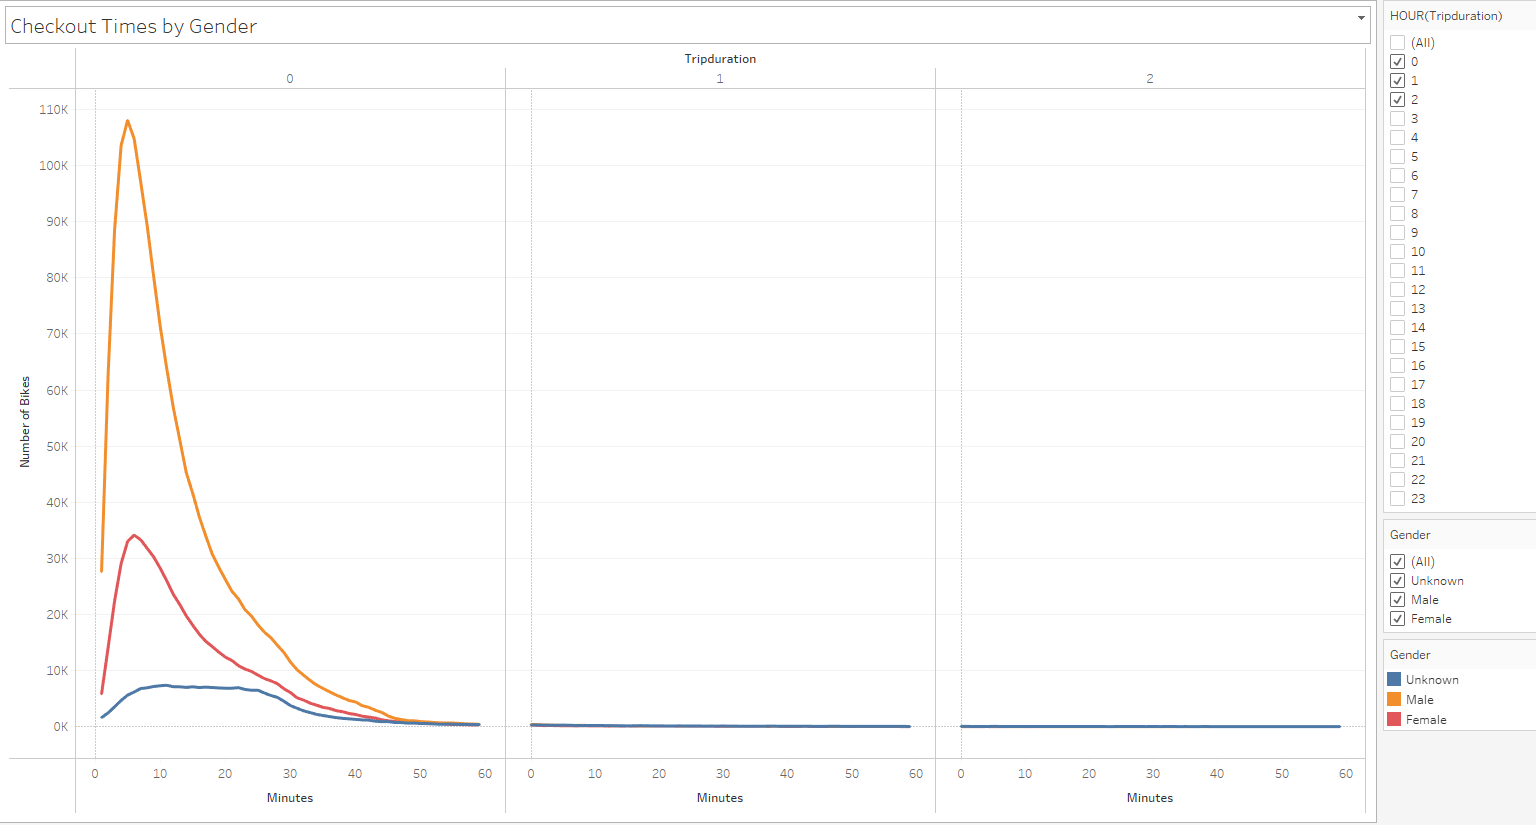 Checkout Times by Gender
Tripduration
0 1 2
110K
100K
90K
80K
70K
60K
50K
40K
30K
20K
10K
0K
Number of Bikes
0 10 20 30 40 50 60 0 10 20 30 40 50 60 0 10 20 30 40 50 60
Minutes Minutes Minutes
HOUR(Tripduration)
(All)
0
1
2
3
4
5
6
7
8
9
10
11
12
13
14
15
16
17
18
19
20
21
22
23
Gender
(All)
Unknown
Male
Female
Gender
Unknown
Male
Female